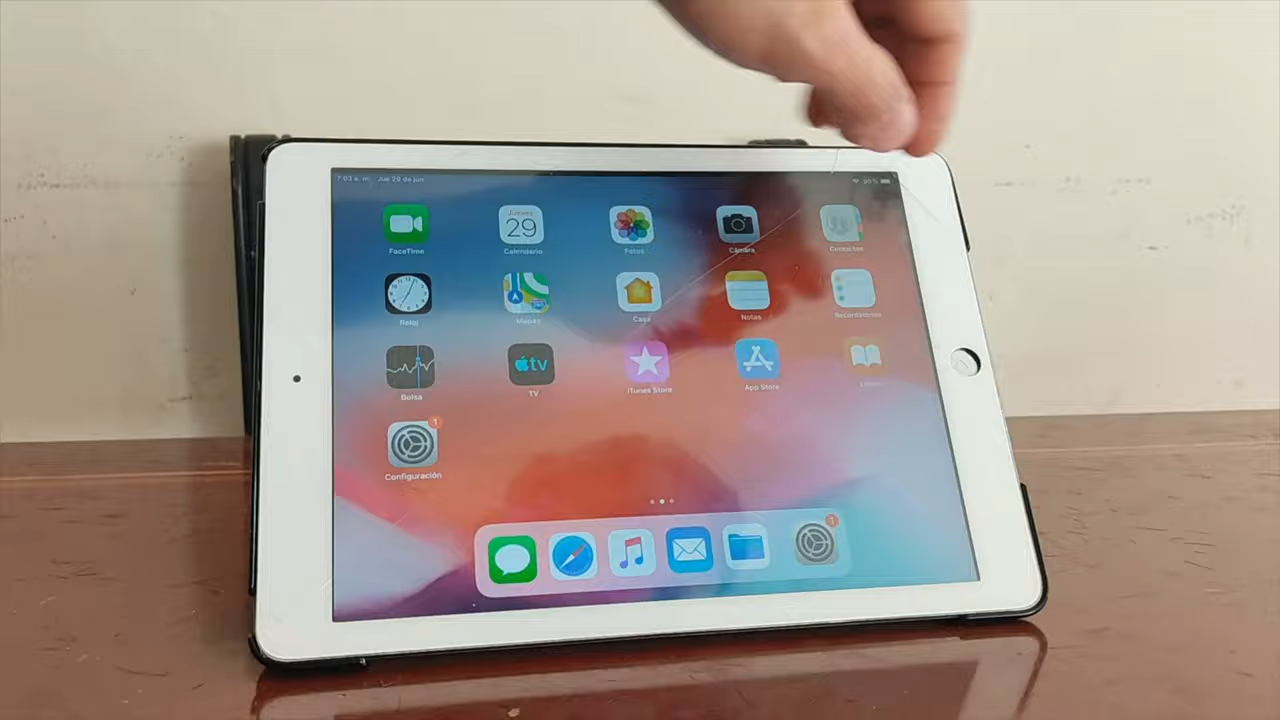 7:03 a. m. Jue 29 de jun
90%
Jueves
29
FaceTime
Calendario
Fotos
Cámara
Contactos
Reloj
Mapas
Casa
Notas
Recordatorios
tv
Bolsa
TV
iTunes Store
App Store
Libros
1
Configuración
1